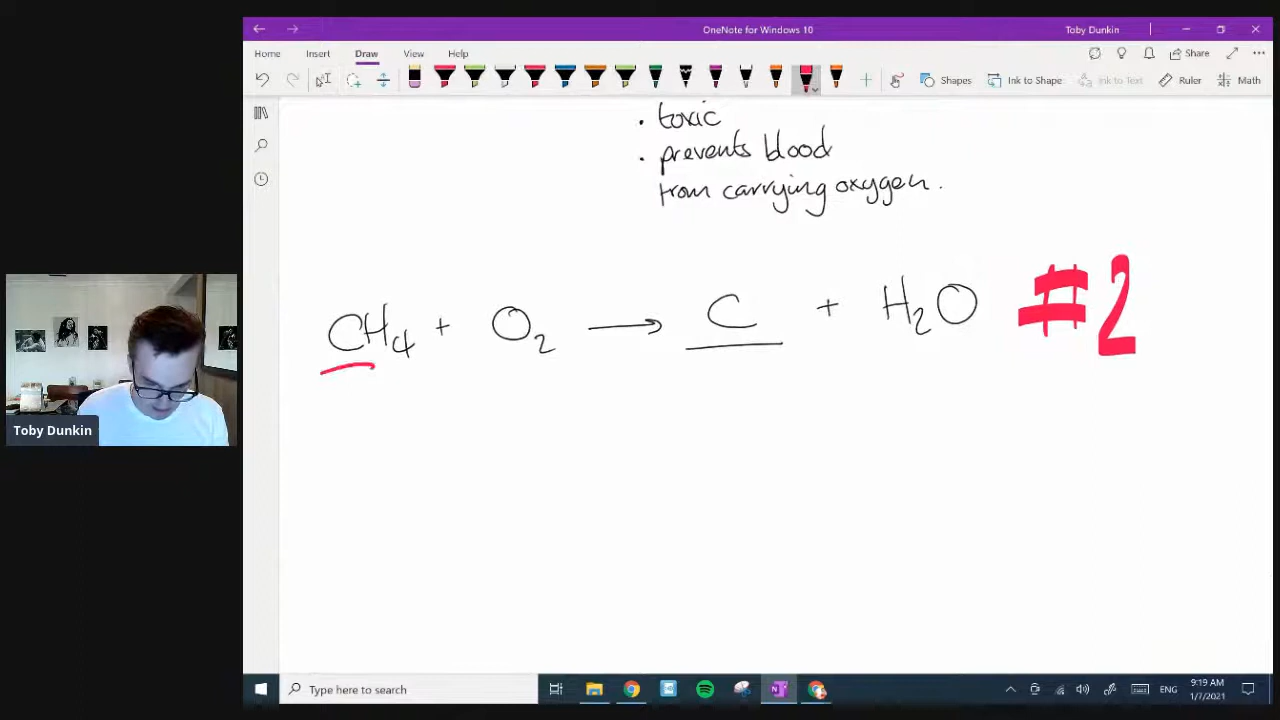 OneNote for Windows 10
Toby Dunkin
Home Insert Draw View Help
Share
Shapes Ink to Shape Ink to Text Ruler Math
· toxic
· prevents blood
from carrying oxygen.
CH4 + O2 → C + H2O #2
Toby Dunkin
Type here to search
ENG
9:19 AM
1/7/2021